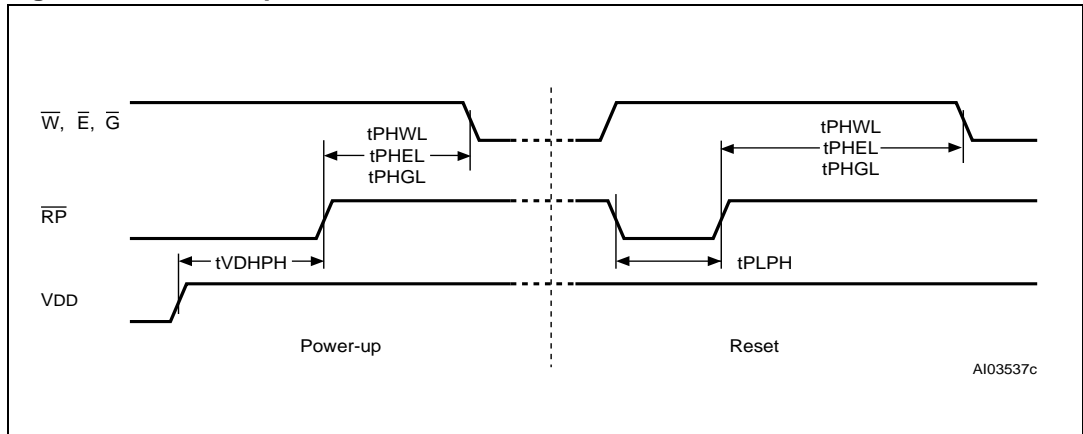 W, E, G
tPHWL
tPHEL
tPHGL
tPHWL
tPHEL
tPHGL
RP
tVDHPH
tPLPH
VDD
Power-up
Reset
AI03537c